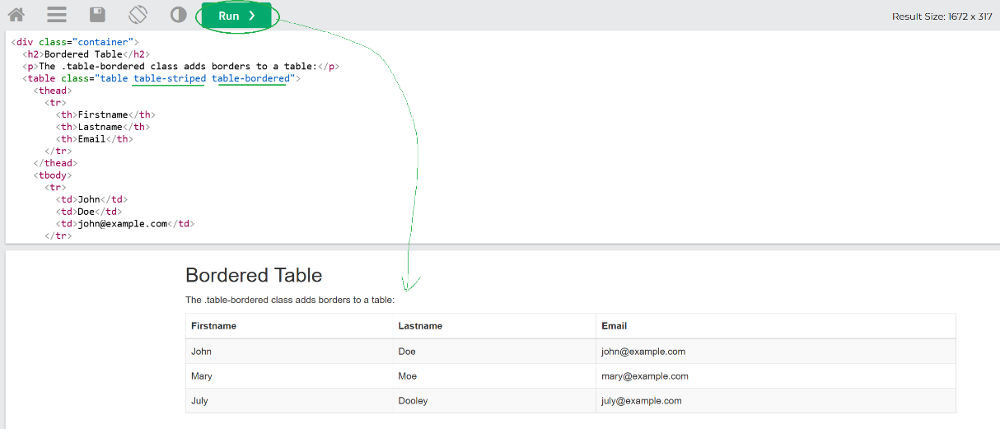 Run ❯
Result Size: 1672 x 317
<div class="container">
  <h2>Bordered Table</h2>
  <p>The .table-bordered class adds borders to a table:</p>
  <table class="table table-striped table-bordered">
    <thead>
      <tr>
        <th>Firstname</th>
        <th>Lastname</th>
        <th>Email</th>
      </tr>
    </thead>
    <tbody>
      <tr>
        <td>John</td>
        <td>Doe</td>
        <td>john@example.com</td>
      </tr>
Bordered Table
The .table-bordered class adds borders to a table:
Firstname Lastname Email
John Doe john@example.com
Mary Moe mary@example.com
July Dooley july@example.com